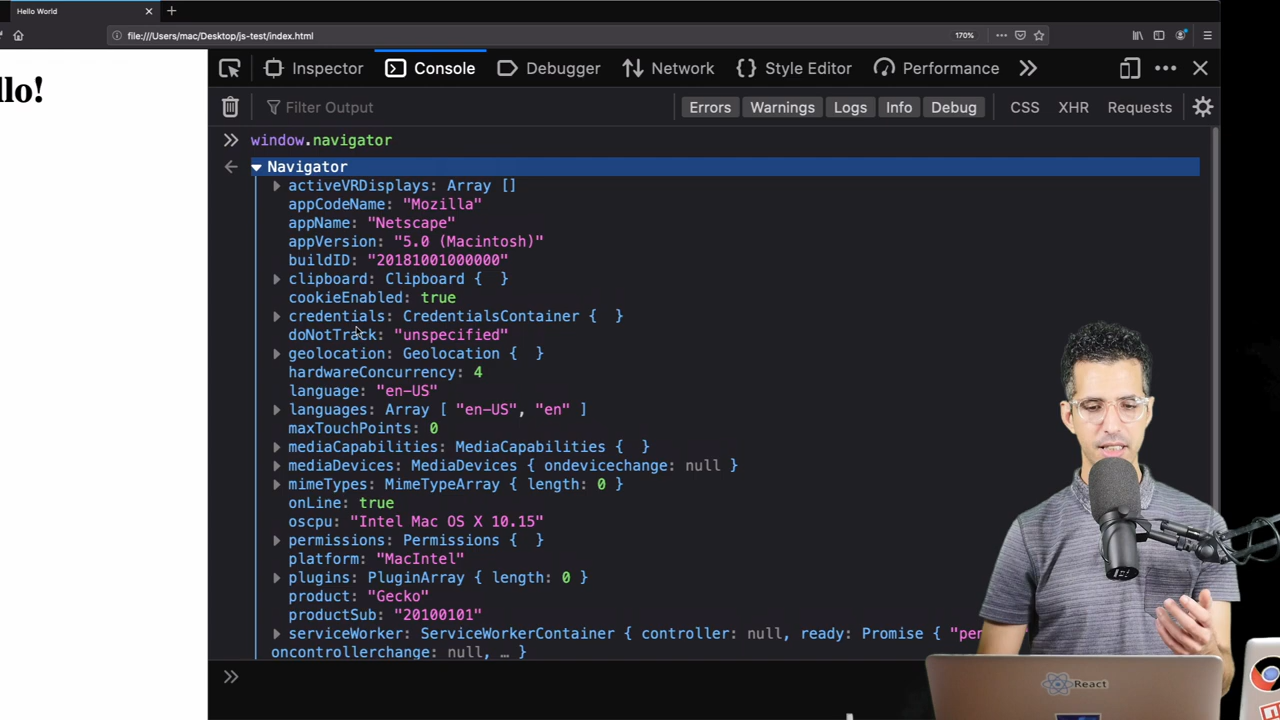 Hello World
file:///Users/mac/Desktop/js-test/index.html
170%
llo!
Inspector Console Debugger Network Style Editor Performance
Filter Output Errors Warnings Logs Info Debug CSS XHR Requests
window.navigator
Navigator
activeVRDisplays: Array []
appCodeName: "Mozilla"
appName: "Netscape"
appVersion: "5.0 (Macintosh)"
buildID: "20181001000000"
clipboard: Clipboard { }
cookieEnabled: true
credentials: CredentialsContainer { }
doNotTrack: "unspecified"
geolocation: Geolocation { }
hardwareConcurrency: 4
language: "en-US"
languages: Array [ "en-US", "en" ]
maxTouchPoints: 0
mediaCapabilities: MediaCapabilities { }
mediaDevices: MediaDevices { ondevicechange: null }
mimeTypes: MimeTypeArray { length: 0 }
onLine: true
oscpu: "Intel Mac OS X 10.15"
permissions: Permissions { }
platform: "MacIntel"
plugins: PluginArray { length: 0 }
product: "Gecko"
productSub: "20100101"
serviceWorker: ServiceWorkerContainer { controller: null, ready: Promise { "pen
oncontrollerchange: null, … }
React